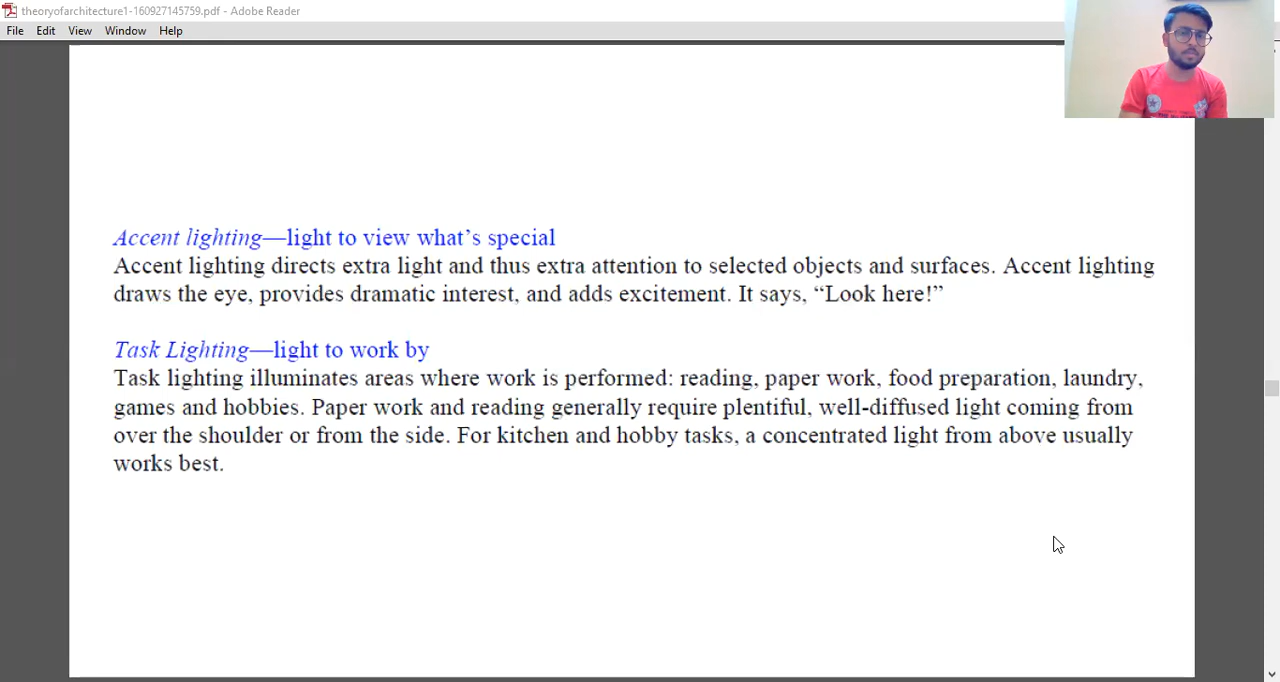 theoryofarchitecture1-160927145759.pdf - Adobe Reader
File Edit View Window Help
Accent lighting—light to view what’s special
Accent lighting directs extra light and thus extra attention to selected objects and surfaces. Accent lighting
draws the eye, provides dramatic interest, and adds excitement. It says, “Look here!”
Task Lighting—light to work by
Task lighting illuminates areas where work is performed: reading, paper work, food preparation, laundry,
games and hobbies. Paper work and reading generally require plentiful, well-diffused light coming from
over the shoulder or from the side. For kitchen and hobby tasks, a concentrated light from above usually
works best.